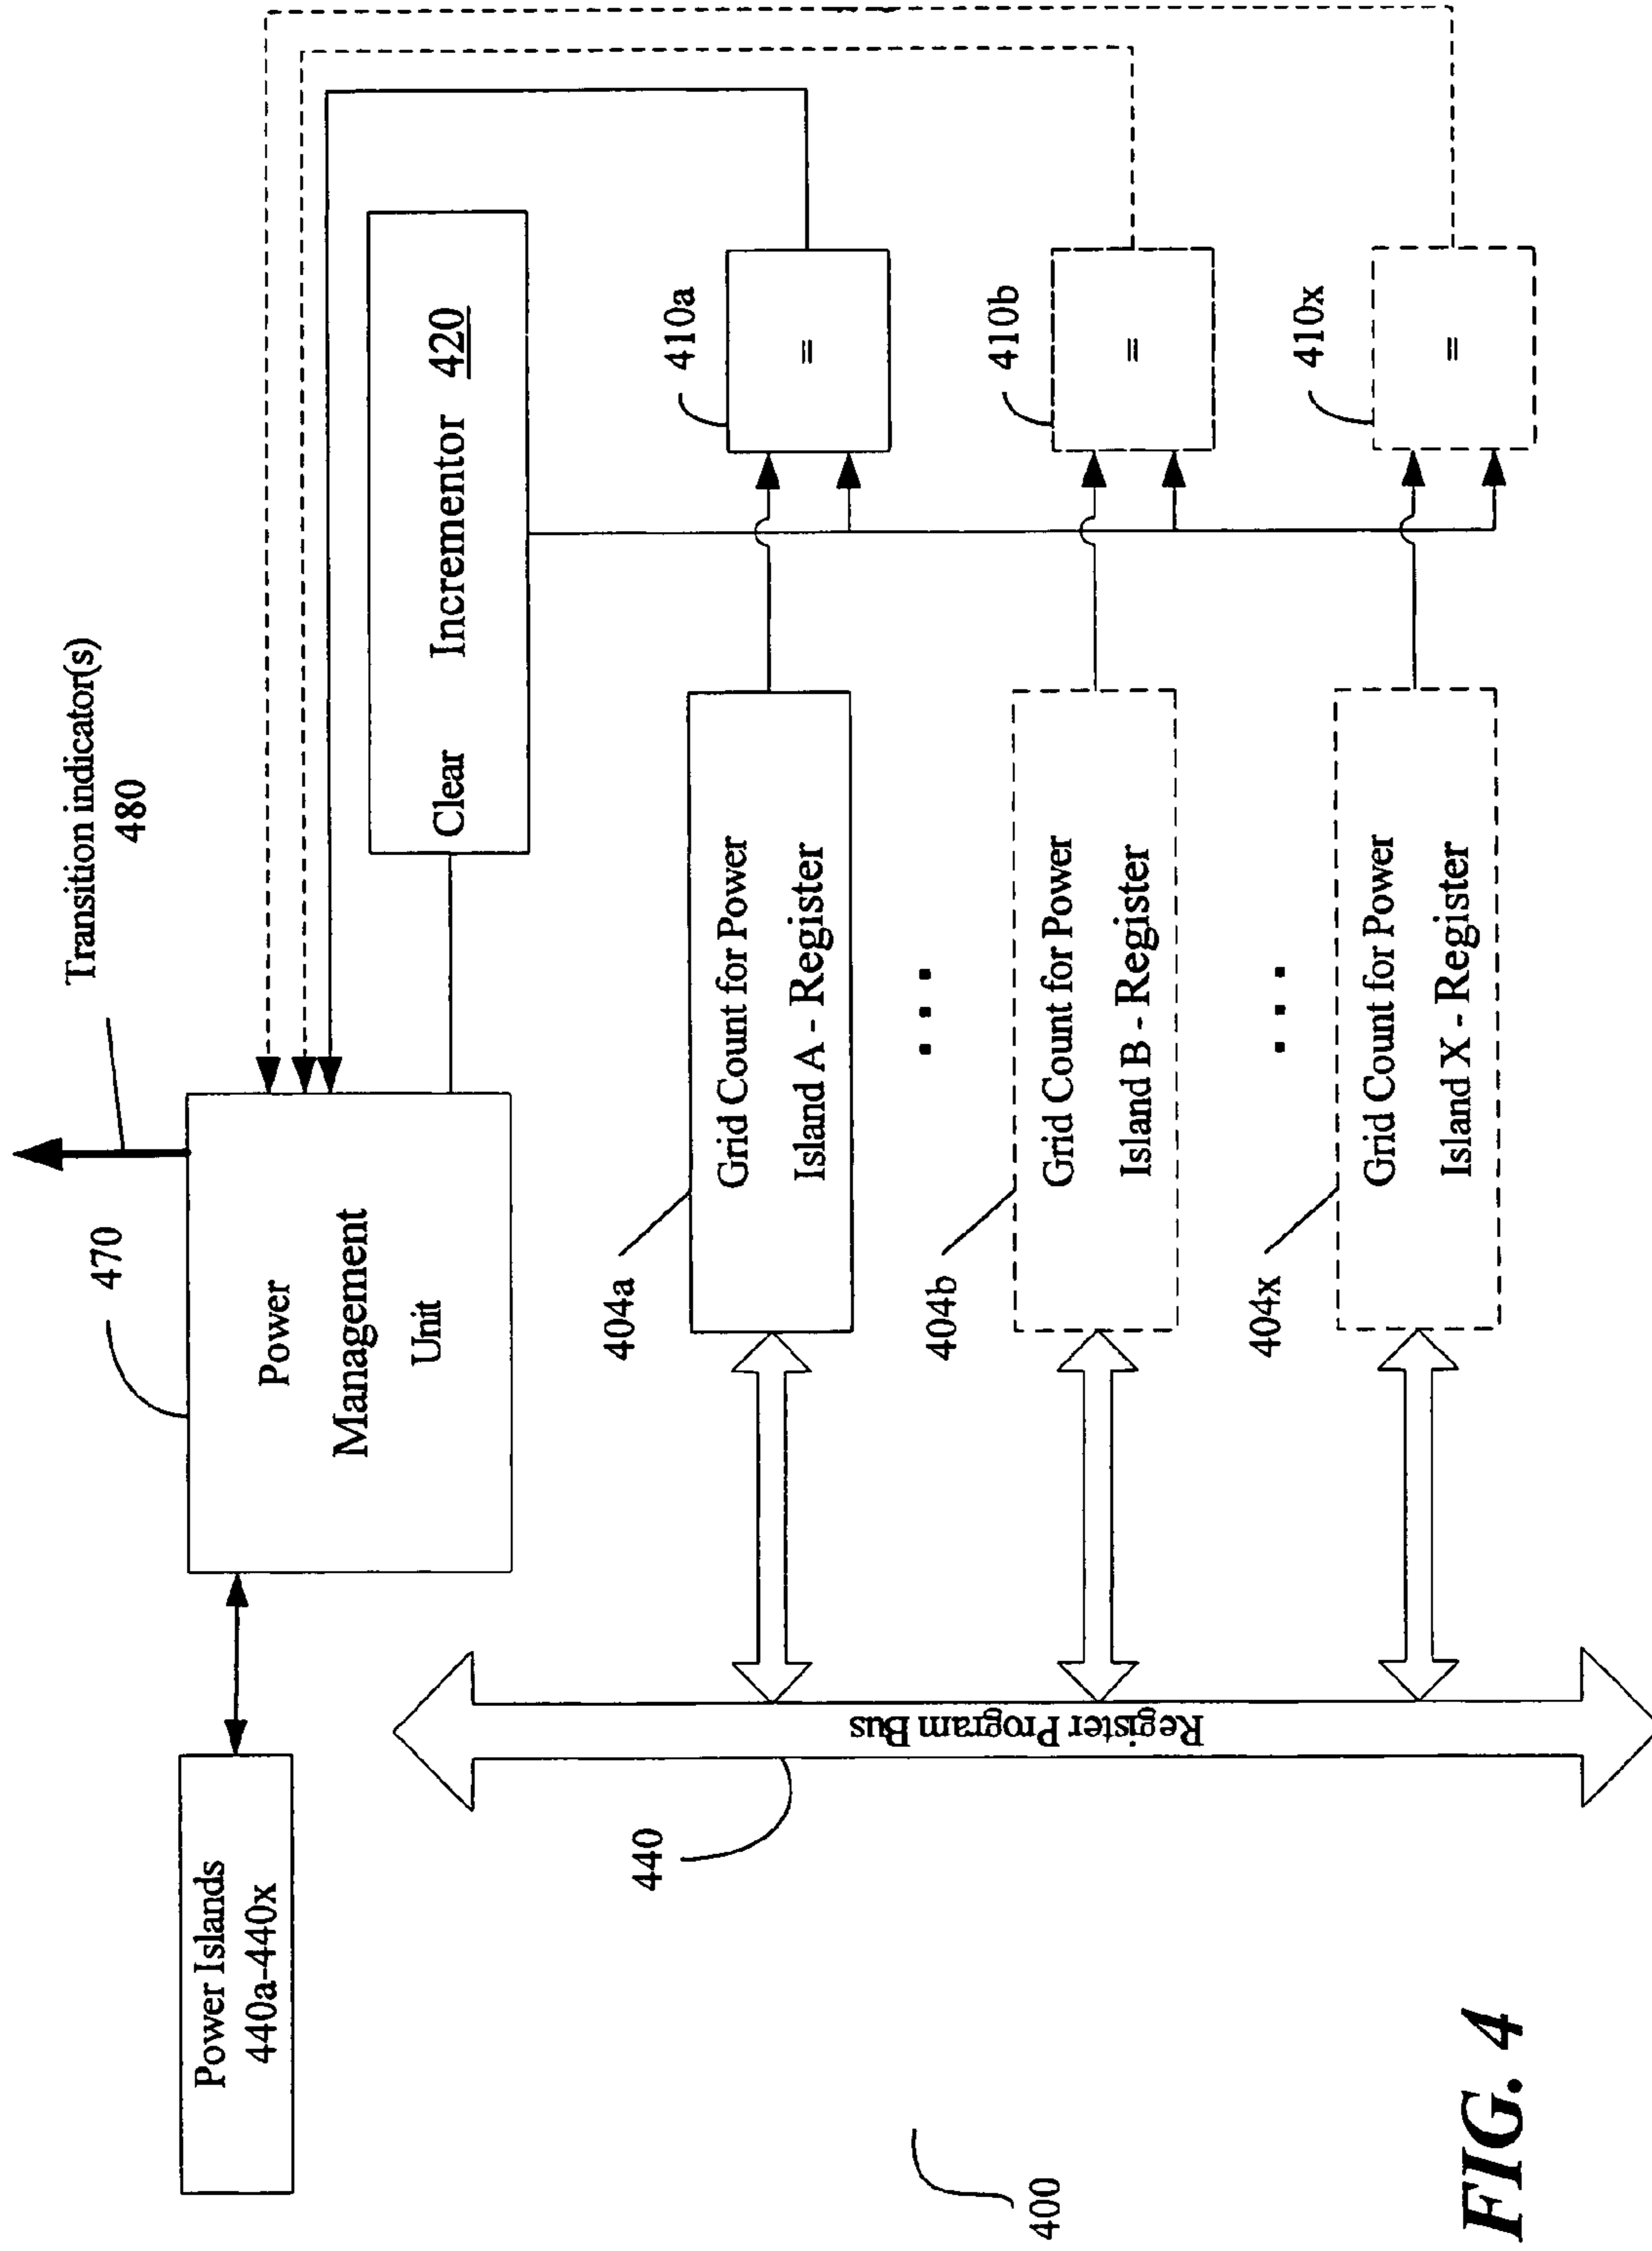 Transition indicator(s)
480
470
Power Islands
440a-440x
Power
Management
Unit
Clear Incrementor 420
440
Register Program Bus
404a
Grid Count for Power
Island A - Register
410a
=
...
404b
Grid Count for Power
Island B - Register
410b
=
...
404x
Grid Count for Power
Island X - Register
410x
=
400
FIG. 4